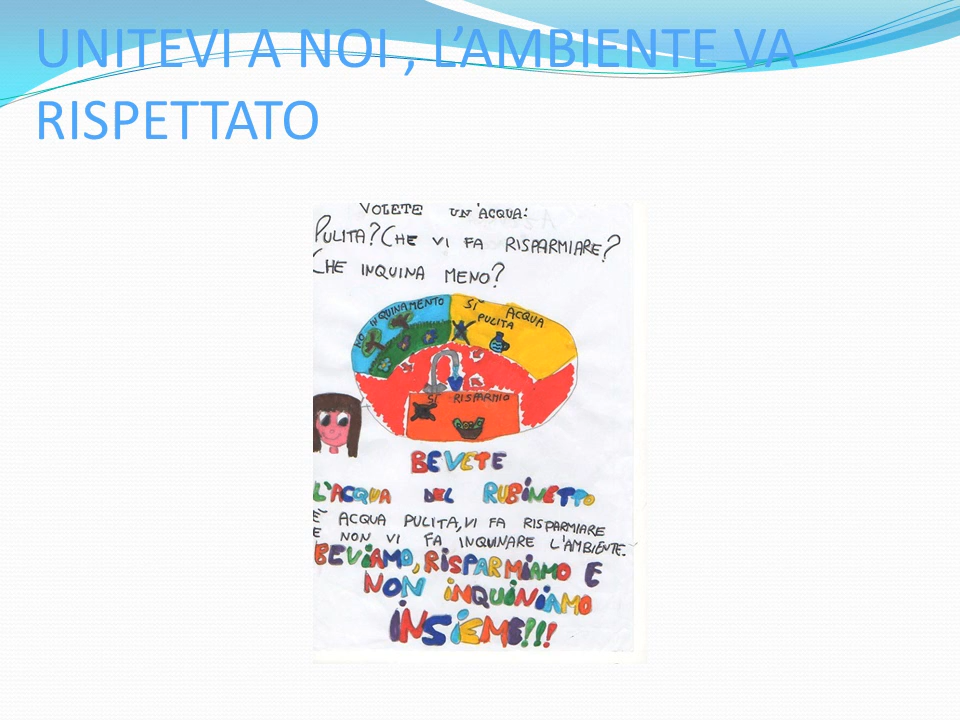 UNITEVI A NOI , L'AMBIENTE VA
RISPETTATO
VOLETE UN'ACQUA:
PULITA? CHE VI FA RISPARMIARE?
CHE INQUINA MENO?
NO INQUINAMENTO
SÌ ACQUA
PULITA
SÌ RISPARMIO
BEVETE
L'ACQUA DEL RUBINETTO
È ACQUA PULITA, VI FA RISPARMIARE
E NON VI FA INQUINARE L'AMBIENTE.
BEVIAMO, RISPARMIAMO E
NON INQUINIAMO
INSIEME!!!